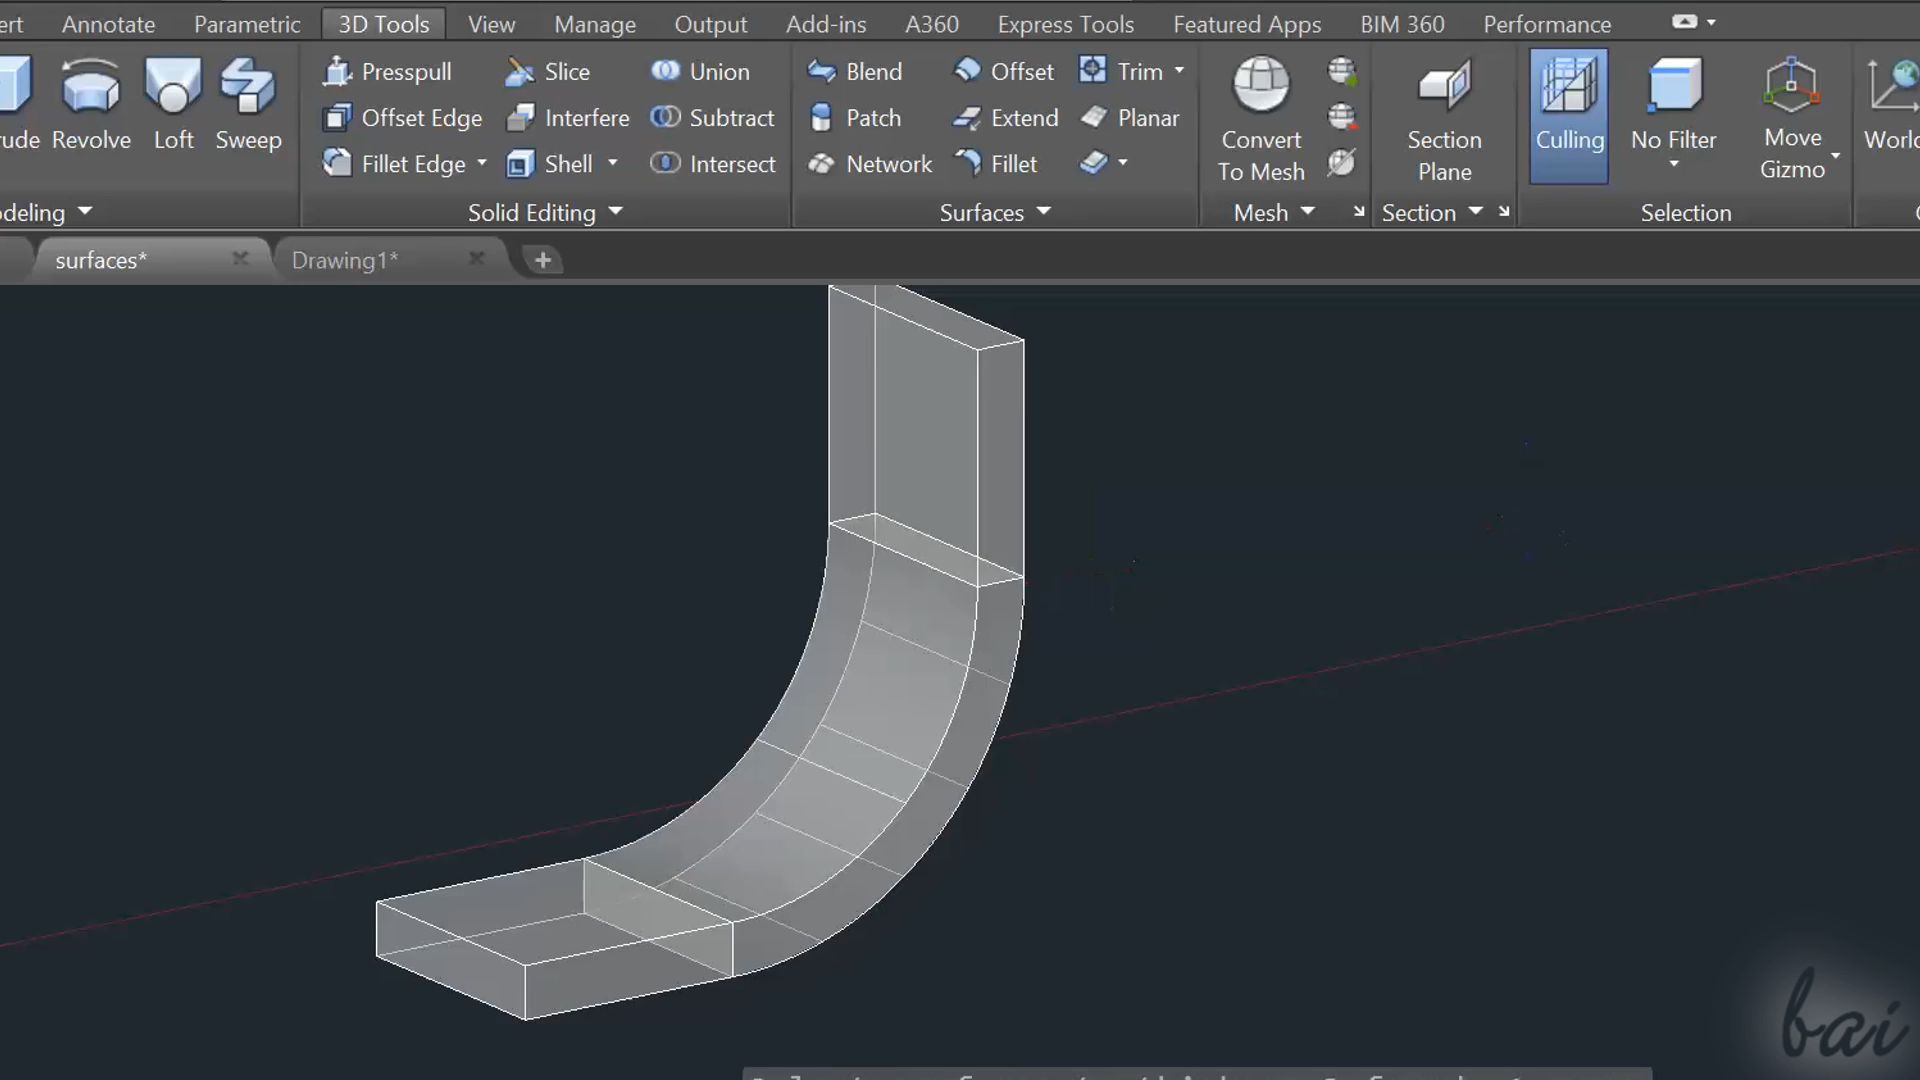 ert Annotate Parametric 3D Tools View Manage Output Add-ins A360 Express Tools Featured Apps BIM 360 Performance
Presspull Slice Union Blend Offset Trim
Offset Edge Interfere Subtract Patch Extend Planar
ude Revolve Loft Sweep Convert Section Culling No Filter Move World
Fillet Edge Shell Intersect Network Fillet To Mesh Plane Gizmo
deling Solid Editing Surfaces Mesh Section Selection
surfaces* Drawing1*
bai